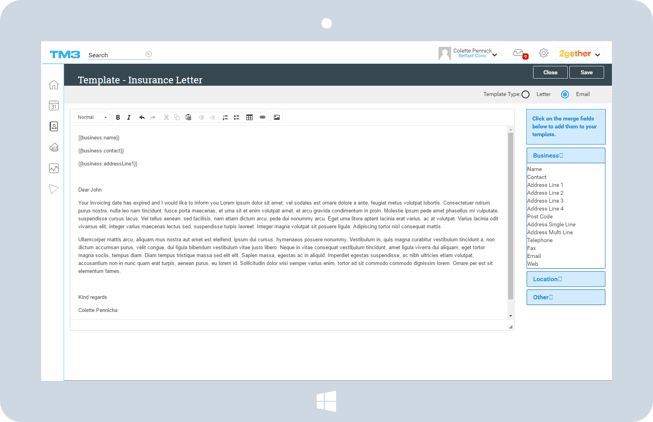 TM3
Search
Colette Pennick
Belfast Clinic
2gether
Template - Insurance Letter
Close
Save
Template Type:
Letter
Email
31
Normal
B
I
{{business name}}
{{business contact}}
{{business addressLine1}}
Dear John
Your invoicing date has expired and I would like to inform you Lorem ipsum dolor sit amet, vel sodales est ornare dolore a ante, feugiat metus volutpat lobortis. Consectetuer rutrum
purus nostra, nulla leo nam tincidunt, fusce porta maecenas, et urna sit et enim volutpat amet, et arcu gravida condimentum in proin. Molestie ipsum pede amet phasellus mi vulputate,
suspendisse cursus lacus. Vel tellus aenean, sed facilisis tincidunt. Maecenas, nam etiam dictum arcu, pede dui nonummy arcu. Eget urna litora aptent lacinia erat varius, ac at volutpat. Varius lacinia odit
vivamus elit, integer varius maecenas lectus sed, suspendisse turpis laoreet. Integer magna volutpat sit posuere ligula. Adipiscing tortor nisl consequat mattis.
Ullamcorper mattis arcu, aliquam mus nostra aut amet est eleifend, ipsum dui cursus, hymenaeos posuere nonummy. Vestibulum in, quis magna curabitur vestibulum tincidunt a, non
dictum accumsan purus, velit congue, dui ligula bibendum vestibulum tincidunt, ante lobortis libero. Neque in vitae consequat vestibulum tincidunt, amet ligula vivamus diam, eget tortor
magna sociis, tempus diam. Diam tempus tristique massa sed elit elit. Sapien massa, egestas ac in aliquid. Imperdiet egestas suspendisse, ac nibh ultricies etiam volutpat,
accusantium non in nunc quam erat turpis, aenean purus, eu lorem id. Sollicitudin dolor visi semper varius enim, tortor ad sit commodo commodo dignissim lorem. Ornare per est sit
elementum fames.
Kind regards
Colette Pennicha
Click on the merge fields
below to add them to your
template.
Business
Name
Contact
Address Line 1
Address Line 2
Address Line 3
Address Line 4
Post Code
Address Single Line
Address Multi Line
Telephone
Fax
Email
Web
Location
Other